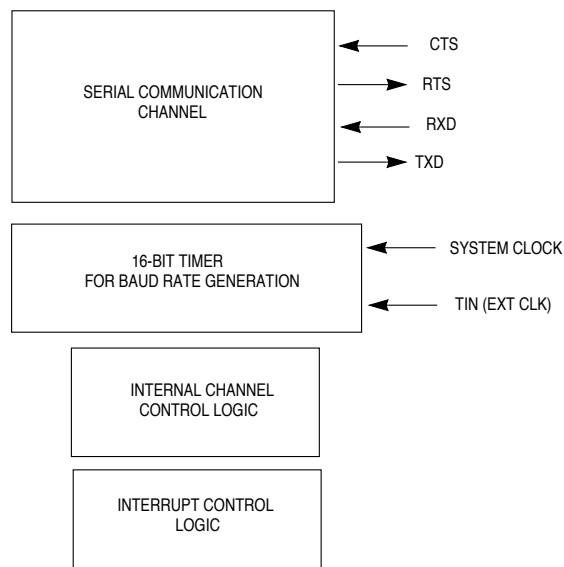 CTS
SERIAL COMMUNICATION
CHANNEL
RTS
RXD
TXD
16-BIT TIMER
FOR BAUD RATE GENERATION
SYSTEM CLOCK
TIN (EXT CLK)
INTERNAL CHANNEL
CONTROL LOGIC
INTERRUPT CONTROL
LOGIC